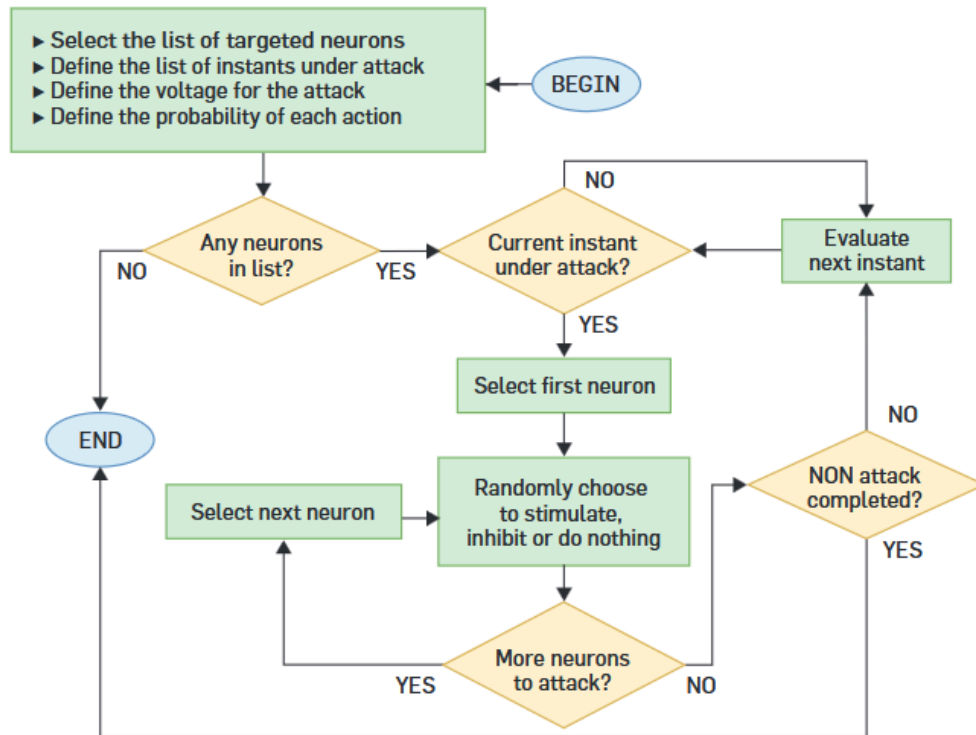 ▸ Select the list of targeted neurons
▸ Define the list of instants under attack
▸ Define the voltage for the attack
▸ Define the probability of each action
BEGIN
NO
Any neurons
in list?
NO
YES
Current instant
under attack?
Evaluate
next instant
YES
Select first neuron
NO
END
Select next neuron
Randomly choose
to stimulate,
inhibit or do nothing
NON attack
completed?
YES
More neurons
to attack?
YES
NO